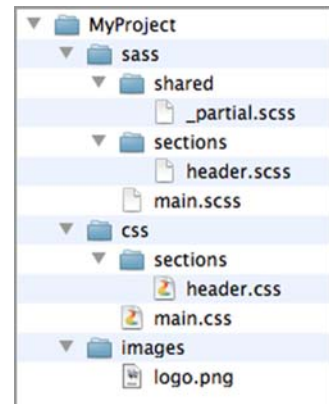 MyProject
sass
shared
_partial.scss
sections
header.scss
main.scss
css
sections
header.css
main.css
images
logo.png